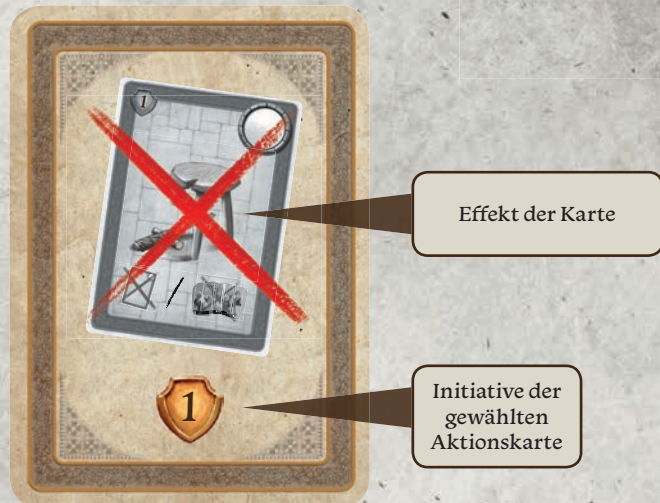 1
Effekt der Karte
1
Initiative der
gewählten
Aktionskarte